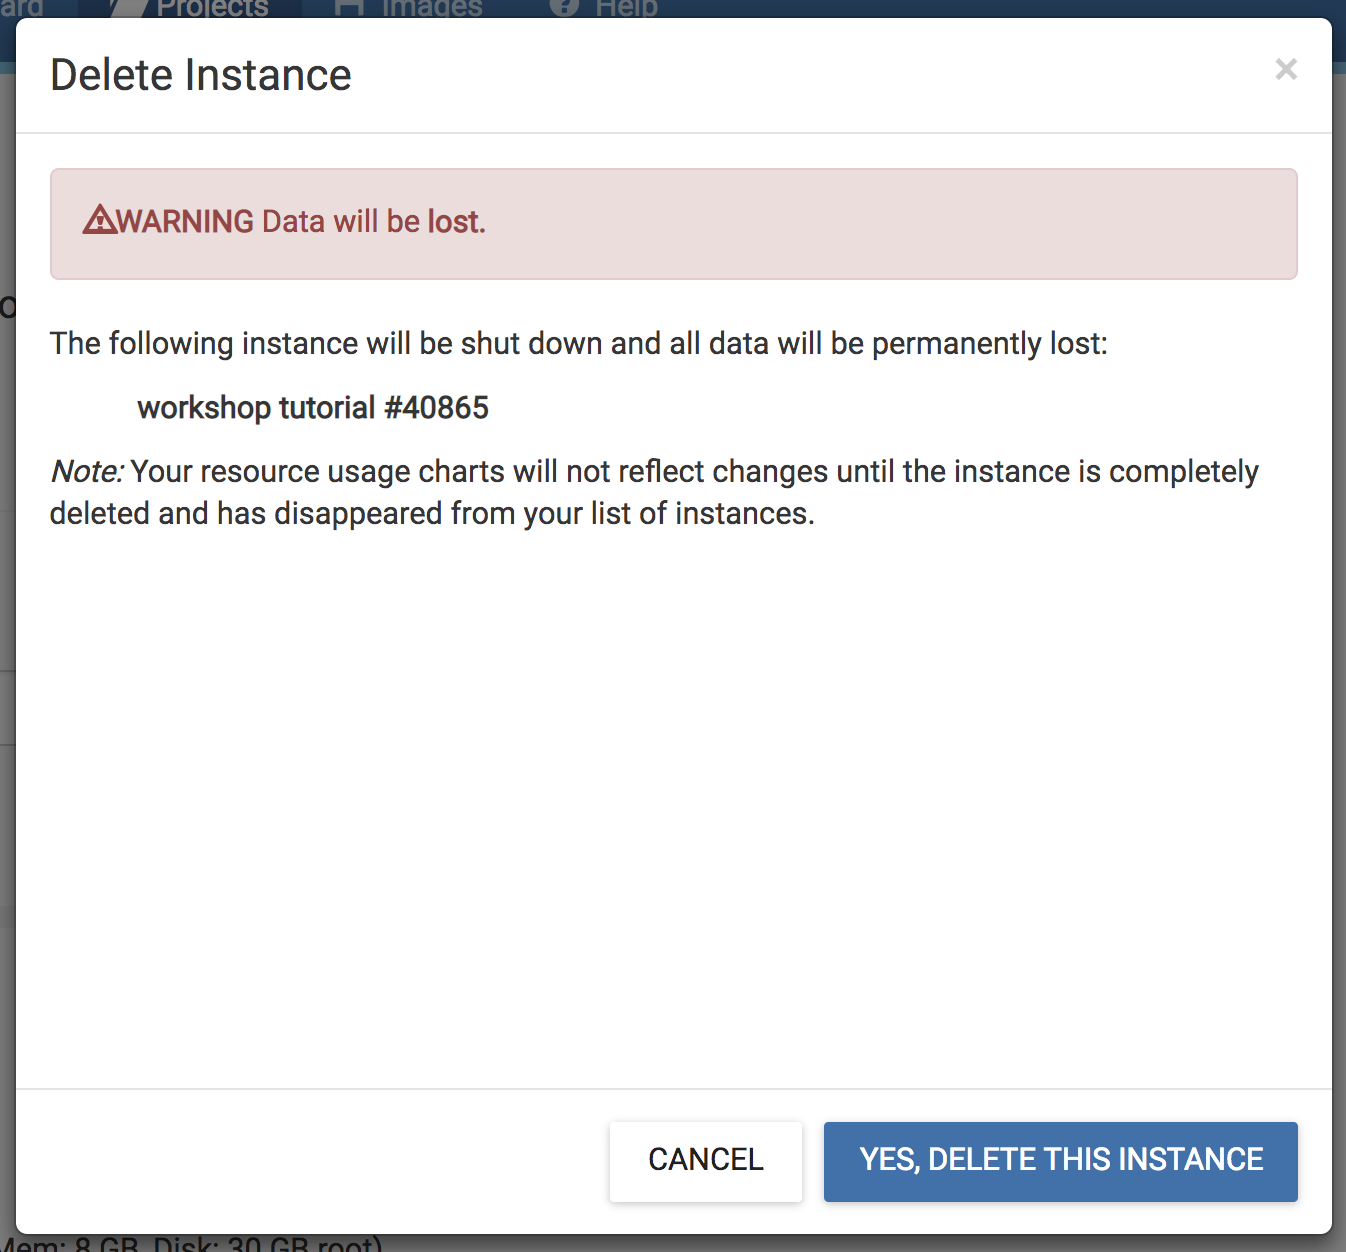 Projects Images Help
Delete Instance ×
WARNING Data will be lost.
The following instance will be shut down and all data will be permanently lost:
workshop tutorial #40865
Note: Your resource usage charts will not reflect changes until the instance is completely
deleted and has disappeared from your list of instances.
CANCEL YES, DELETE THIS INSTANCE
Mem: 8 GB, Disk: 30 GB root)